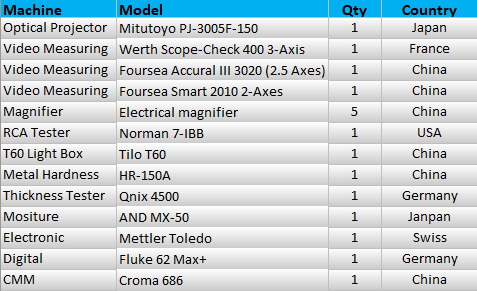 Machine Model Qty Country
Optical Projector Mitutoyo PJ-3005F-150 1 Japan
Video Measuring Werth Scope-Check 400 3-Axis 1 France
Video Measuring Foursea Accural III 3020 (2.5 Axes) 1 China
Video Measuring Foursea Smart 2010 2-Axes 1 China
Magnifier Electrical magnifier 5 China
RCA Tester Norman 7-IBB 1 USA
T60 Light Box Tilo T60 1 China
Metal Hardness HR-150A 1 China
Thickness Tester Qnix 4500 1 Germany
Mositure AND MX-50 1 Janpan
Electronic Mettler Toledo 1 Swiss
Digital Fluke 62 Max+ 1 Germany
CMM Croma 686 1 China